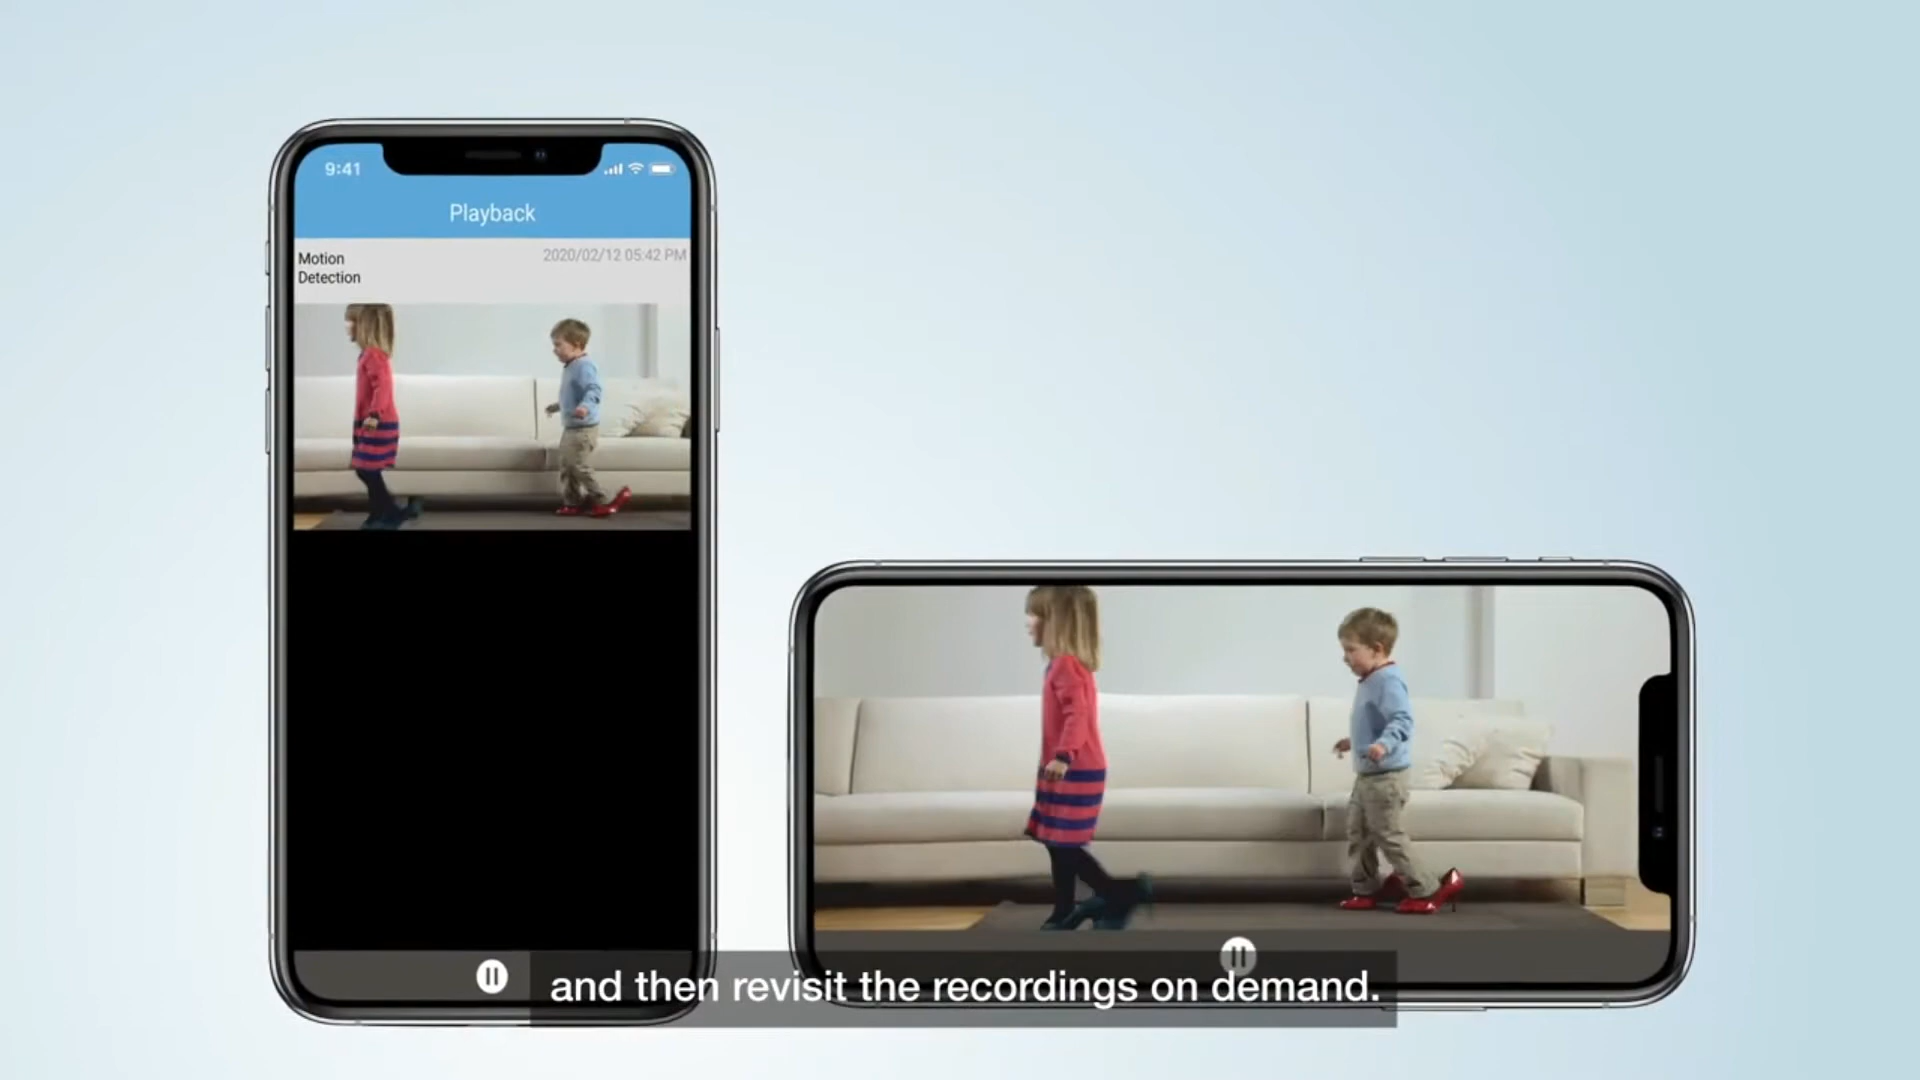 9:41
Playback
Motion
Detection
2020/02/12 05:42 PM
and then revisit the recordings on demand.